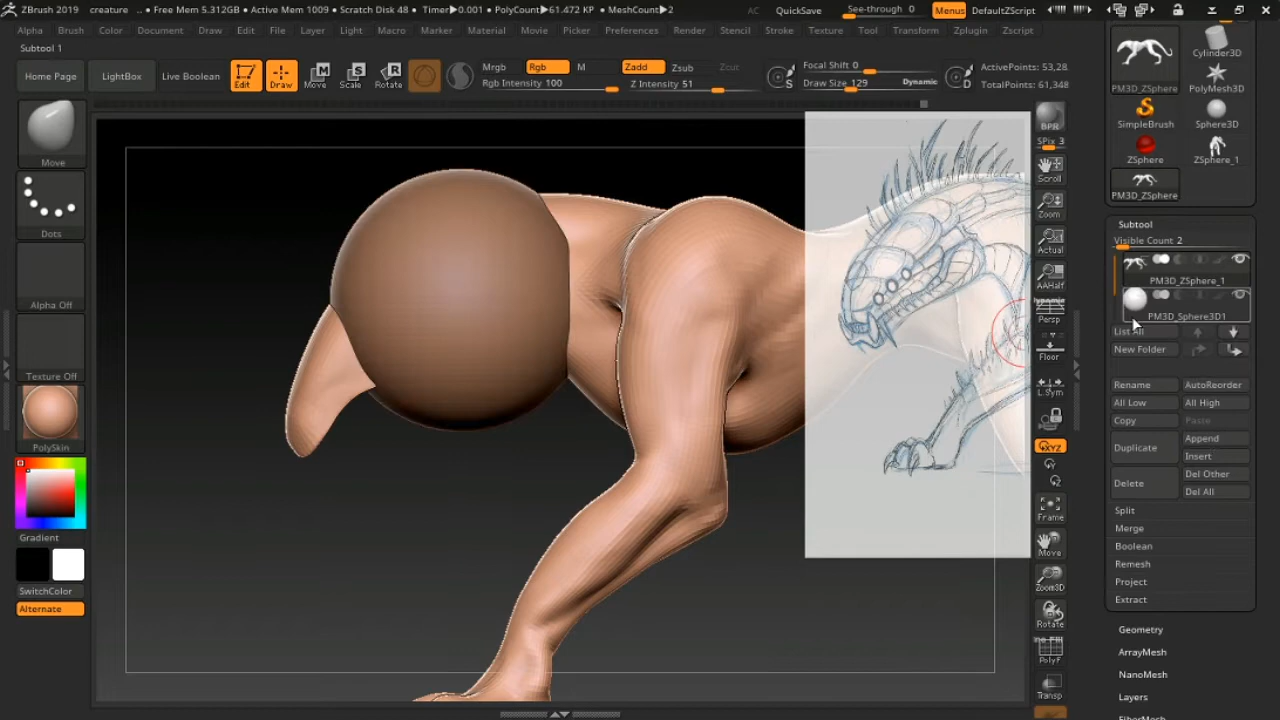 ZBrush 2019 creature .. • Free Mem 5.312GB • Active Mem 1009 • Scratch Disk 48 • Timer▶0.001 • PolyCount▶61.472 KP • MeshCount▶2 AC QuickSave See-through 0 Menus DefaultZScript
Alpha Brush Color Document Draw Edit File Layer Light Macro Marker Material Movie Picker Preferences Render Stencil Stroke Texture Tool Transform Zplugin Zscript
Subtool 1
Home Page LightBox Live Boolean Edit Draw Move Scale Rotate
Mrgb Rgb M Zadd Zsub Zcut
Rgb Intensity 100 Z Intensity 51
S Focal Shift 0
Draw Size 129 Dynamic D
ActivePoints: 53,28
TotalPoints: 61,348
Move
Dots
Alpha Off
Texture Off
PolySkin
Gradient
SwitchColor
Alternate
BPR
SPix 3
Scroll
Zoom
Actual
AAHalf
Dynamic
Persp
Floor
L.Sym
XYZ
Frame
Move
Zoom3D
Rotate
PolyF
Transp
Cylinder3D
PM3D_ZSphere PolyMesh3D
SimpleBrush Sphere3D
ZSphere ZSphere_1
PM3D_ZSphere
Subtool
Visible Count 2
PM3D_ZSphere_1
PM3D_Sphere3D1
List All
New Folder
Rename AutoReorder
All Low All High
Copy Paste
Duplicate Append
Insert
Delete Del Other
Del All
Split
Merge
Boolean
Remesh
Project
Extract
Geometry
ArrayMesh
NanoMesh
Layers
FiberMesh